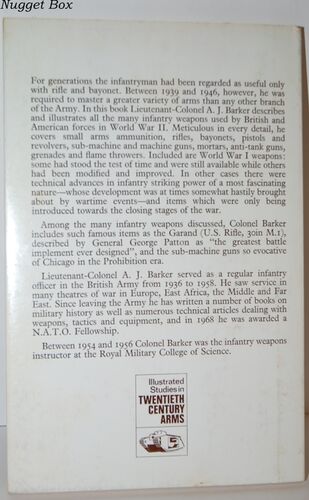 Nugget Box
For generations the infantryman had been regarded as useful only
with rifle and bayonet. Between 1939 and 1946, however, he was
required to master a greater variety of arms than any other branch
of the Army. In this book Lieutenant-Colonel A. J. Barker describes
and illustrates all the many infantry weapons used by British and
American forces in World War II. Meticulous in every detail, he
covers small arms ammunition, rifles, bayonets, pistols and
revolvers, sub-machine and machine guns, mortars, anti-tank guns,
grenades and flame throwers. Included are World War I weapons:
some had stood the test of time and were still available while others
had been modified and improved. In other cases there were
technical advances in infantry striking power of a most fascinating
nature—whose development was at times somewhat hastily brought
about by wartime events—and items which were only being
introduced towards the closing stages of the war.
Among the many infantry weapons discussed, Colonel Barker
includes such famous items as the Garand (U.S. Rifle, 30in M.1),
described by General George Patton as "the greatest battle
implement ever designed", and the sub-machine guns so evocative
of Chicago in the Prohibition era.
Lieutenant-Colonel A. J. Barker served as a regular infantry
officer in the British Army from 1936 to 1958. He saw service in
many theatres of war in Europe, East Africa, the Middle and Far
East. Since leaving the Army he has written a number of books on
military history as well as numerous technical articles dealing with
weapons, tactics and equipment, and in 1968 he was awarded a
N.A.T.O. Fellowship.
Between 1954 and 1956 Colonel Barker was the infantry weapons
instructor at the Royal Military College of Science.
Illustrated
Studies in
TWENTIETH
CENTURY
ARMS